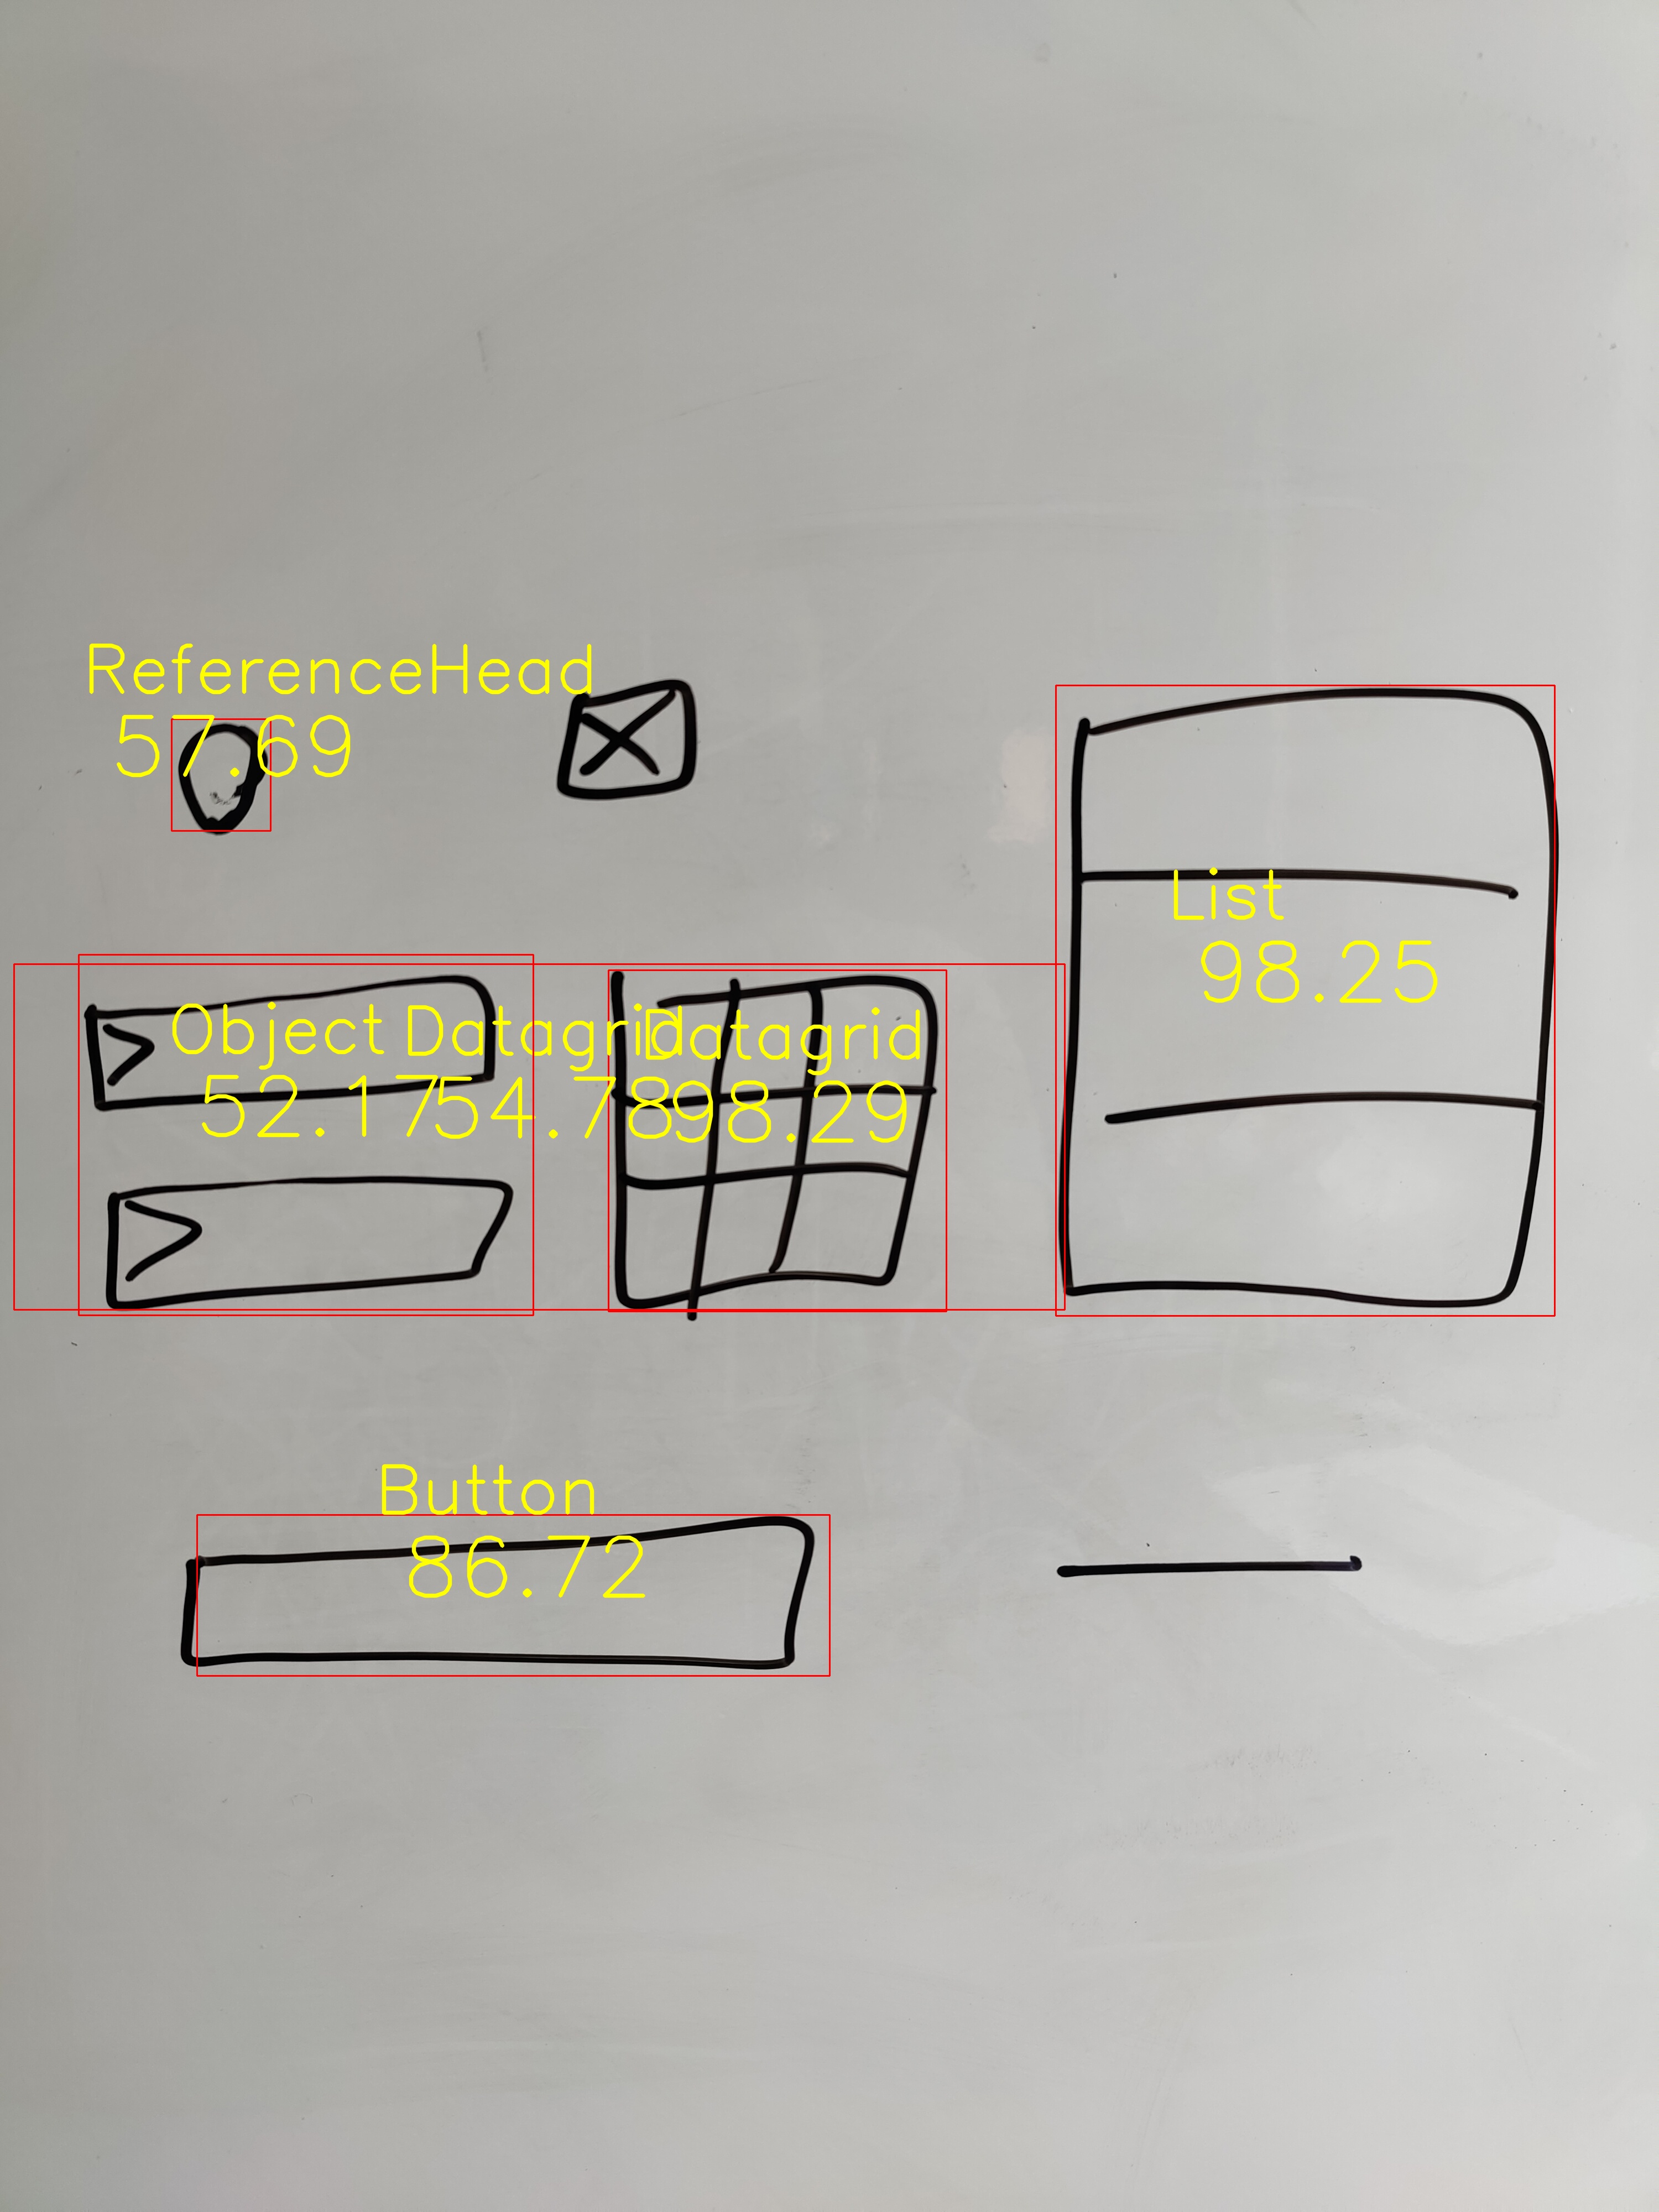 ReferenceHead
57.69
List
98.25
Object
52.17
Datagrid
54.78
Datagrid
98.29
Button
86.72